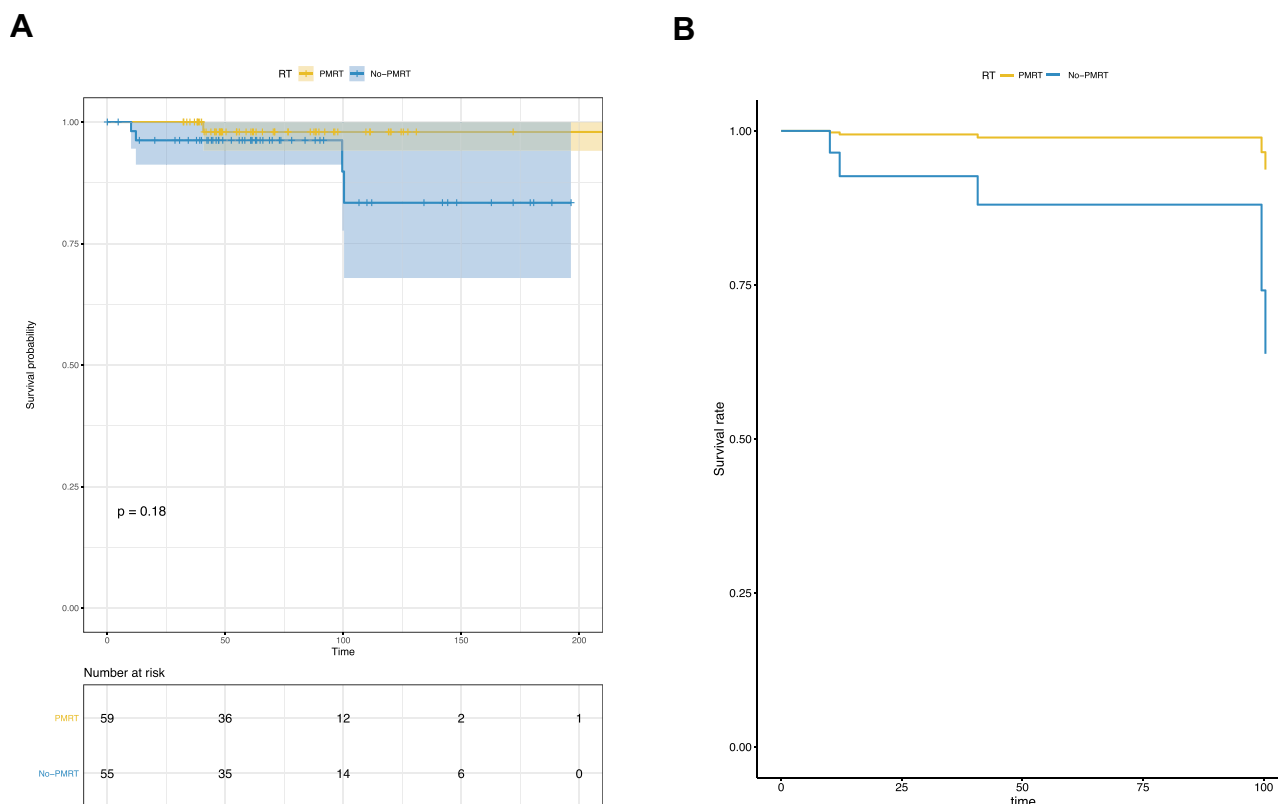 A
RT PMRT No-PMRT
1.00
0.75
0.50
0.25
0.00
Survival probability
p = 0.18
0 50 100 150 200
Time
Number at risk
PMRT 59 36 12 2 1
No-PMRT 55 35 14 6 0
B
RT PMRT No-PMRT
1.00
0.75
0.50
0.25
0.00
Survival rate
0 25 50 75 100
time